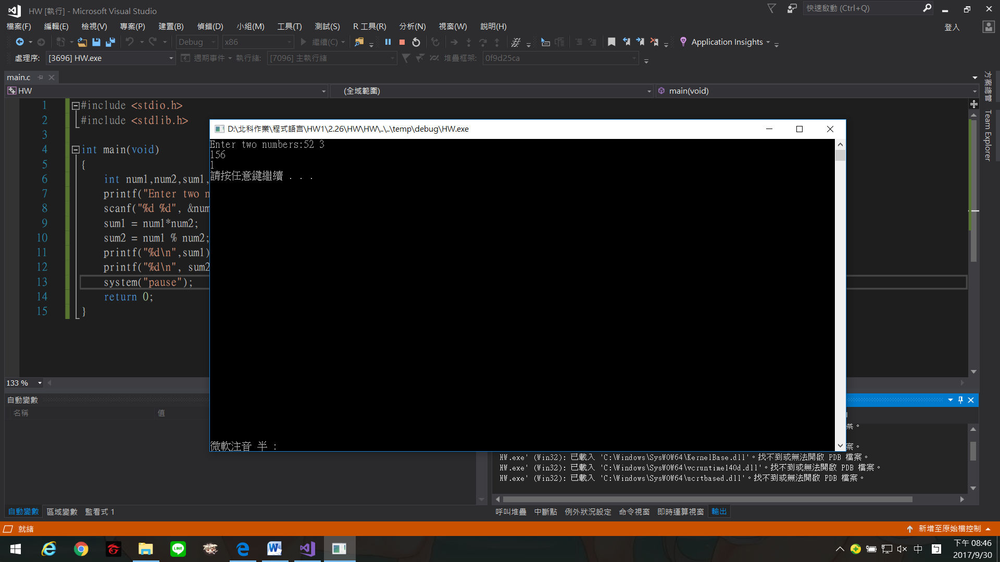 HW [執行] - Microsoft Visual Studio
快速啟動 (Ctrl+Q)
檔案(F) 編輯(E) 檢視(V) 專案(P) 建置(B) 偵錯(D) 小組(M) 工具(T) 測試(S) R 工具(R) 分析(N) 視窗(W) 說明(H)
登入
Debug x86 繼續(C) Application Insights
處理序: [3696] HW.exe 週期事件 執行緒: [7096] 主執行緒 堆疊框架: 0f9d25ca
main.c
HW (全域範圍) main(void)
方案總管
Team Explorer
1 #include <stdio.h>
2 #include <stdlib.h>
3
4 int main(void)
5 {
6 int num1,num2,sum1,
7 printf("Enter two n
8 scanf("%d %d", &num
9 sum1 = num1*num2;
10 sum2 = num1 % num2;
11 printf("%d\n",sum1)
12 printf("%d\n", sum2
13 system("pause");
14 return 0;
15 }
D:\北科作業\程式語言\HW1\2.26\HW\HW\..\..\temp\debug\HW.exe
Enter two numbers:52 3
156
1
請按任意鍵繼續 . . .
微軟注音 半 :
133 %
自動變數
名稱 值
案。
案。
HW.exe' (Win32): 已載入 'C:\Windows\SysWOW64\KernelBase.dll'。找不到或無法開啟 PDB 檔案。
HW.exe' (Win32): 已載入 'C:\Windows\SysWOW64\vcruntime140d.dll'。找不到或無法開啟 PDB 檔案。
HW.exe' (Win32): 已載入 'C:\Windows\SysWOW64\ucrtbased.dll'。找不到或無法開啟 PDB 檔案。
自動變數 區域變數 監看式 1
呼叫堆疊 中斷點 例外狀況設定 命令視窗 即時運算視窗 輸出
就緒
新增至原始檔控制
LINE
中 ㄅ
下午 08:46
2017/9/30